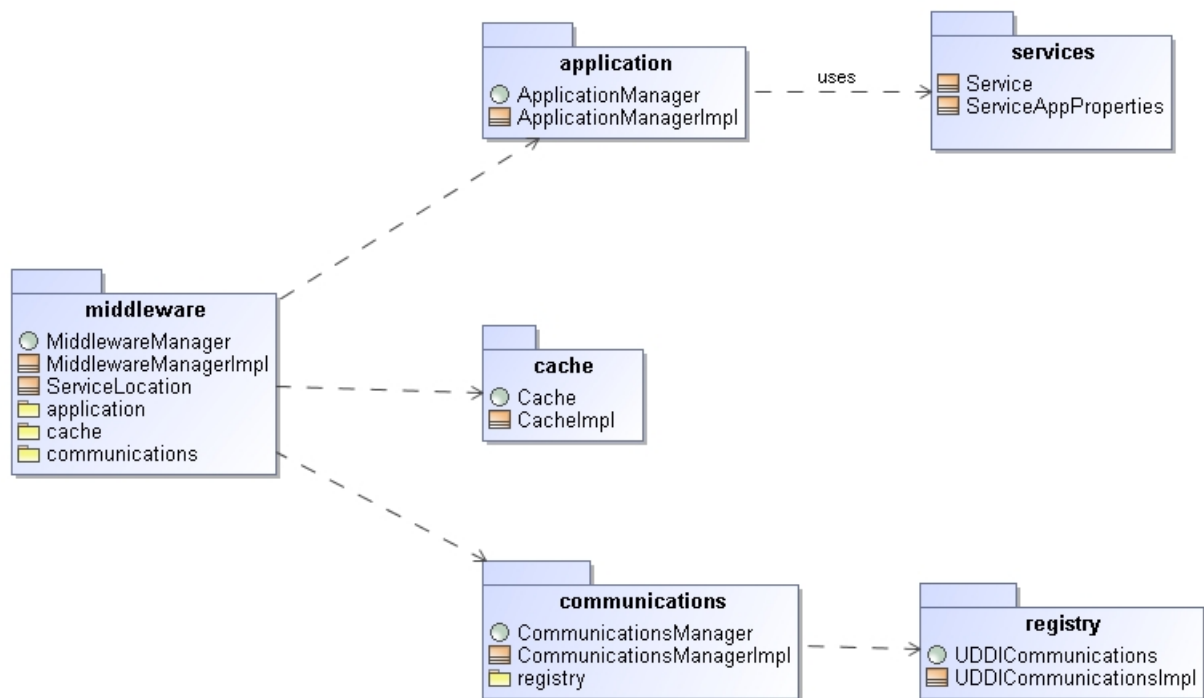 application
ApplicationManager
ApplicationManagerImpl
uses
services
Service
ServiceAppProperties
middleware
MiddlewareManager
MiddlewareManagerImpl
ServiceLocation
application
cache
communications
cache
Cache
CacheImpl
communications
CommunicationsManager
CommunicationsManagerImpl
registry
registry
UDDICommunications
UDDICommunicationsImpl